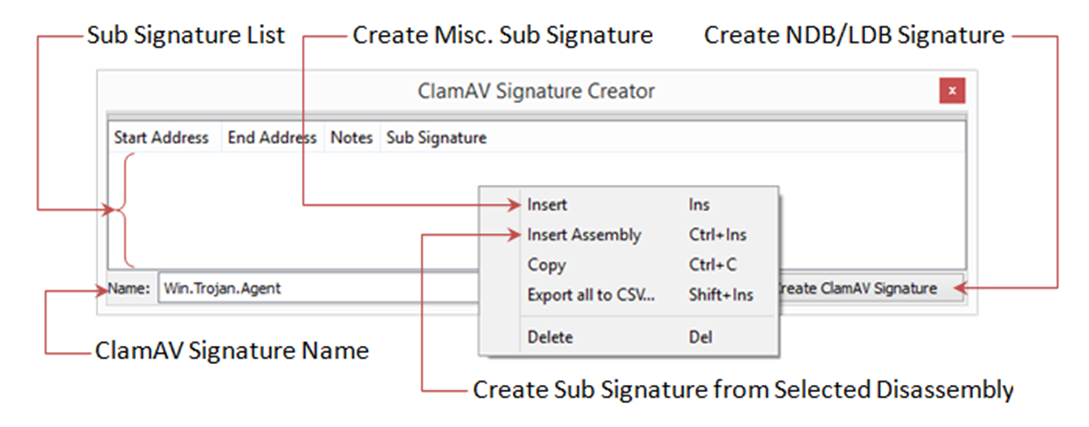 Sub Signature List
Create Misc. Sub Signature
Create NDB/LDB Signature
ClamAV Signature Creator
x
Start Address End Address Notes Sub Signature
Insert Ins
Insert Assembly Ctrl+Ins
Copy Ctrl+C
Export all to CSV... Shift+Ins
Delete Del
Name: Win.Trojan.Agent
reate ClamAV Signature
ClamAV Signature Name
Create Sub Signature from Selected Disassembly